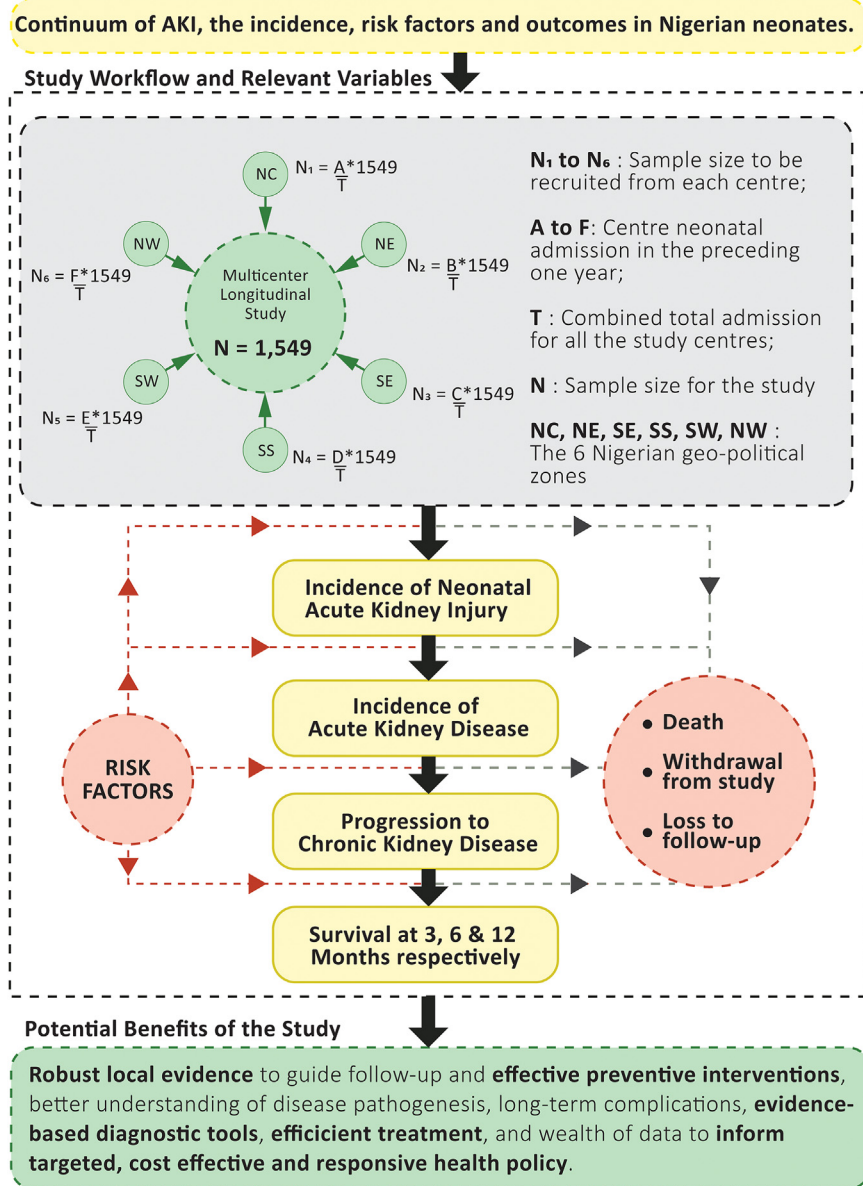 Continuum of AKI, the incidence, risk factors and outcomes in Nigerian neonates.
Study Workflow and Relevant Variables
NC
N₁ = A*1549
T
NW
NE
N₆ = F*1549
T
N₂ = B*1549
T
Multicenter
Longitudinal
Study
N = 1,549
SW
SE
N₅ = E*1549
T
N₃ = C*1549
T
SS
N₄ = D*1549
T
N₁ to N₆ : Sample size to be
recruited from each centre;
A to F: Centre neonatal
admission in the preceding
one year;
T : Combined total admission
for all the study centres;
N : Sample size for the study
NC, NE, SE, SS, SW, NW :
The 6 Nigerian geo-political
zones
Incidence of Neonatal
Acute Kidney Injury
Incidence of
Acute Kidney Disease
RISK
FACTORS
• Death
• Withdrawal
from study
• Loss to
follow-up
Progression to
Chronic Kidney Disease
Survival at 3, 6 & 12
Months respectively
Potential Benefits of the Study
Robust local evidence to guide follow-up and effective preventive interventions,
better understanding of disease pathogenesis, long-term complications, evidence-
based diagnostic tools, efficicient treatment, and wealth of data to inform
targeted, cost effective and responsive health policy.